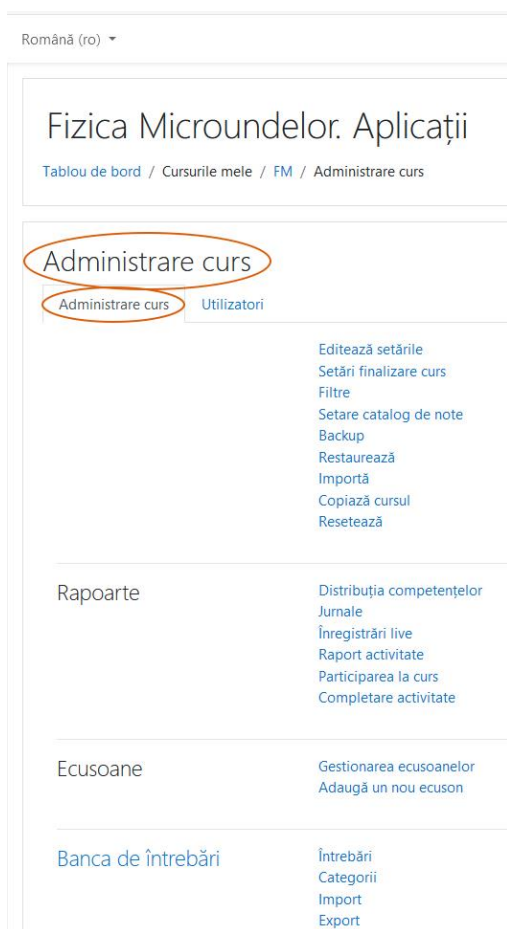 Română (ro)
Fizica Microundelor. Aplicații
Tablou de bord / Cursurile mele / FM / Administrare curs
Administrare curs
Administrare curs Utilizatori
Editează setările
Setări finalizare curs
Filtre
Setare catalog de note
Backup
Restaurează
Importă
Copiază cursul
Resetează
Rapoarte
Distribuția competențelor
Jurnale
Înregistrări live
Raport activitate
Participarea la curs
Completare activitate
Ecusoane
Gestionarea ecusoanelor
Adaugă un nou ecuson
Banca de întrebări
Întrebări
Categorii
Import
Export